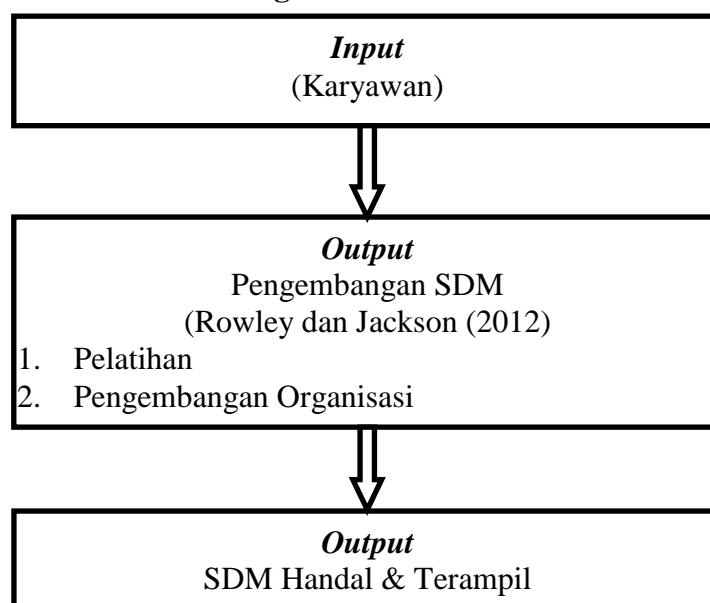 Input
(Karyawan)
Output
Pengembangan SDM
(Rowley dan Jackson (2012)
1. Pelatihan
2. Pengembangan Organisasi
Output
SDM Handal & Terampil